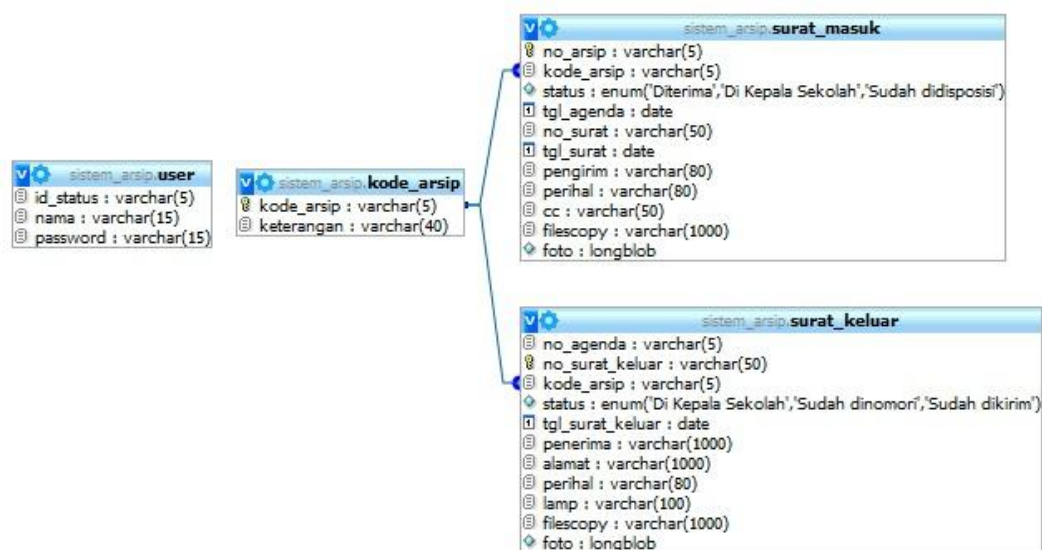 sistem_arsip.user
id_status : varchar(5)
nama : varchar(15)
password : varchar(15)
sistem_arsip.kode_arsip
kode_arsip : varchar(5)
keterangan : varchar(40)
sistem_arsip.surat_masuk
no_arsip : varchar(5)
kode_arsip : varchar(5)
status : enum('Diterima','Di Kepala Sekolah','Sudah didisposisi')
tgl_agenda : date
no_surat : varchar(50)
tgl_surat : date
pengirim : varchar(80)
perihal : varchar(80)
cc : varchar(50)
filescopy : varchar(1000)
foto : longblob
sistem_arsip.surat_keluar
no_agenda : varchar(5)
no_surat_keluar : varchar(50)
kode_arsip : varchar(5)
status : enum('Di Kepala Sekolah','Sudah dinomori','Sudah dikirim')
tgl_surat_keluar : date
penerima : varchar(1000)
alamat : varchar(1000)
perihal : varchar(80)
lamp : varchar(100)
filescopy : varchar(1000)
foto : longblob